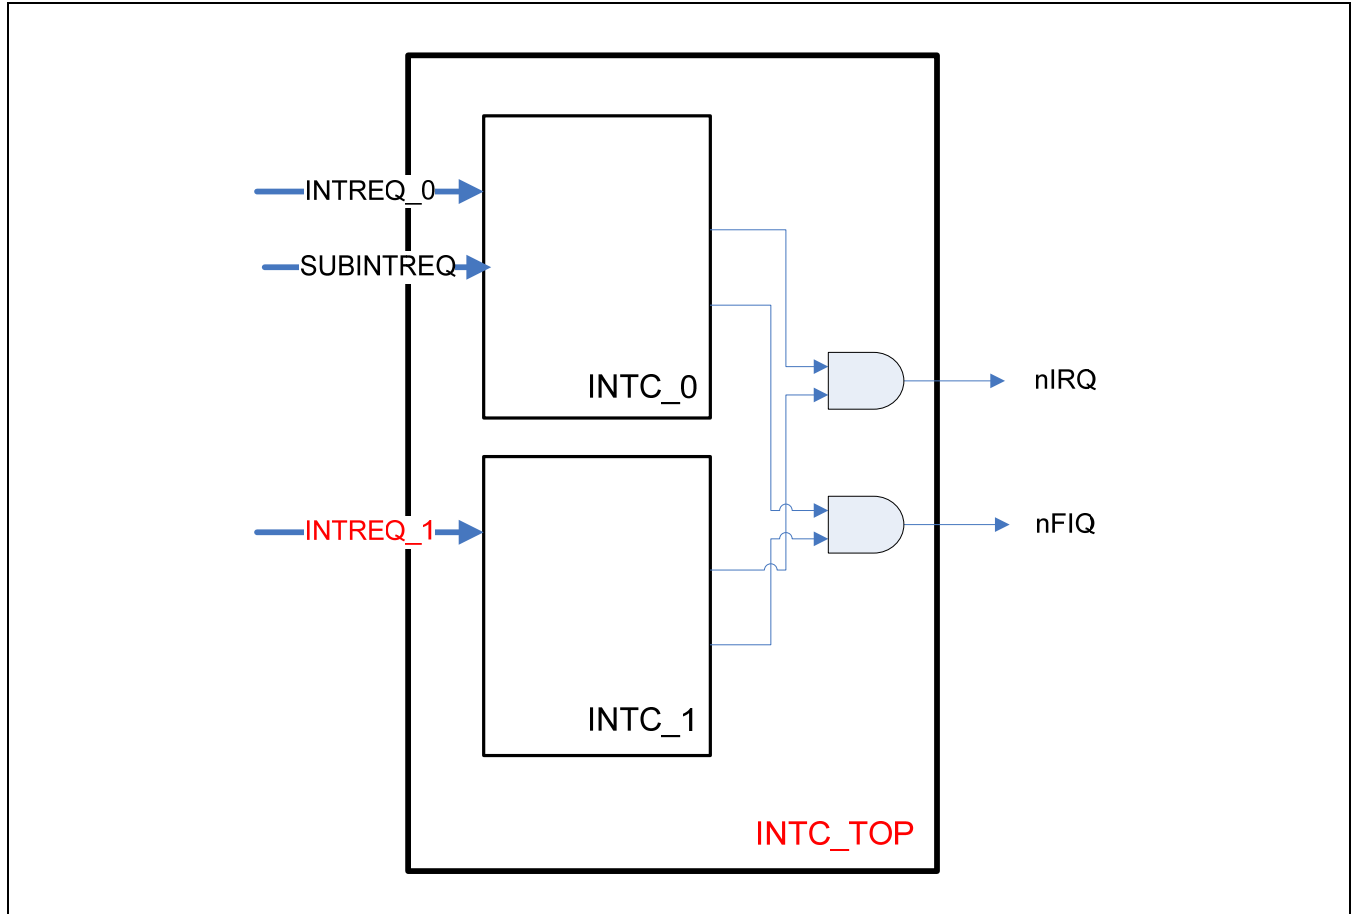 INTREQ_0
SUBINTREQ
INTC_0
nIRQ
INTREQ_1
nFIQ
INTC_1
INTC_TOP